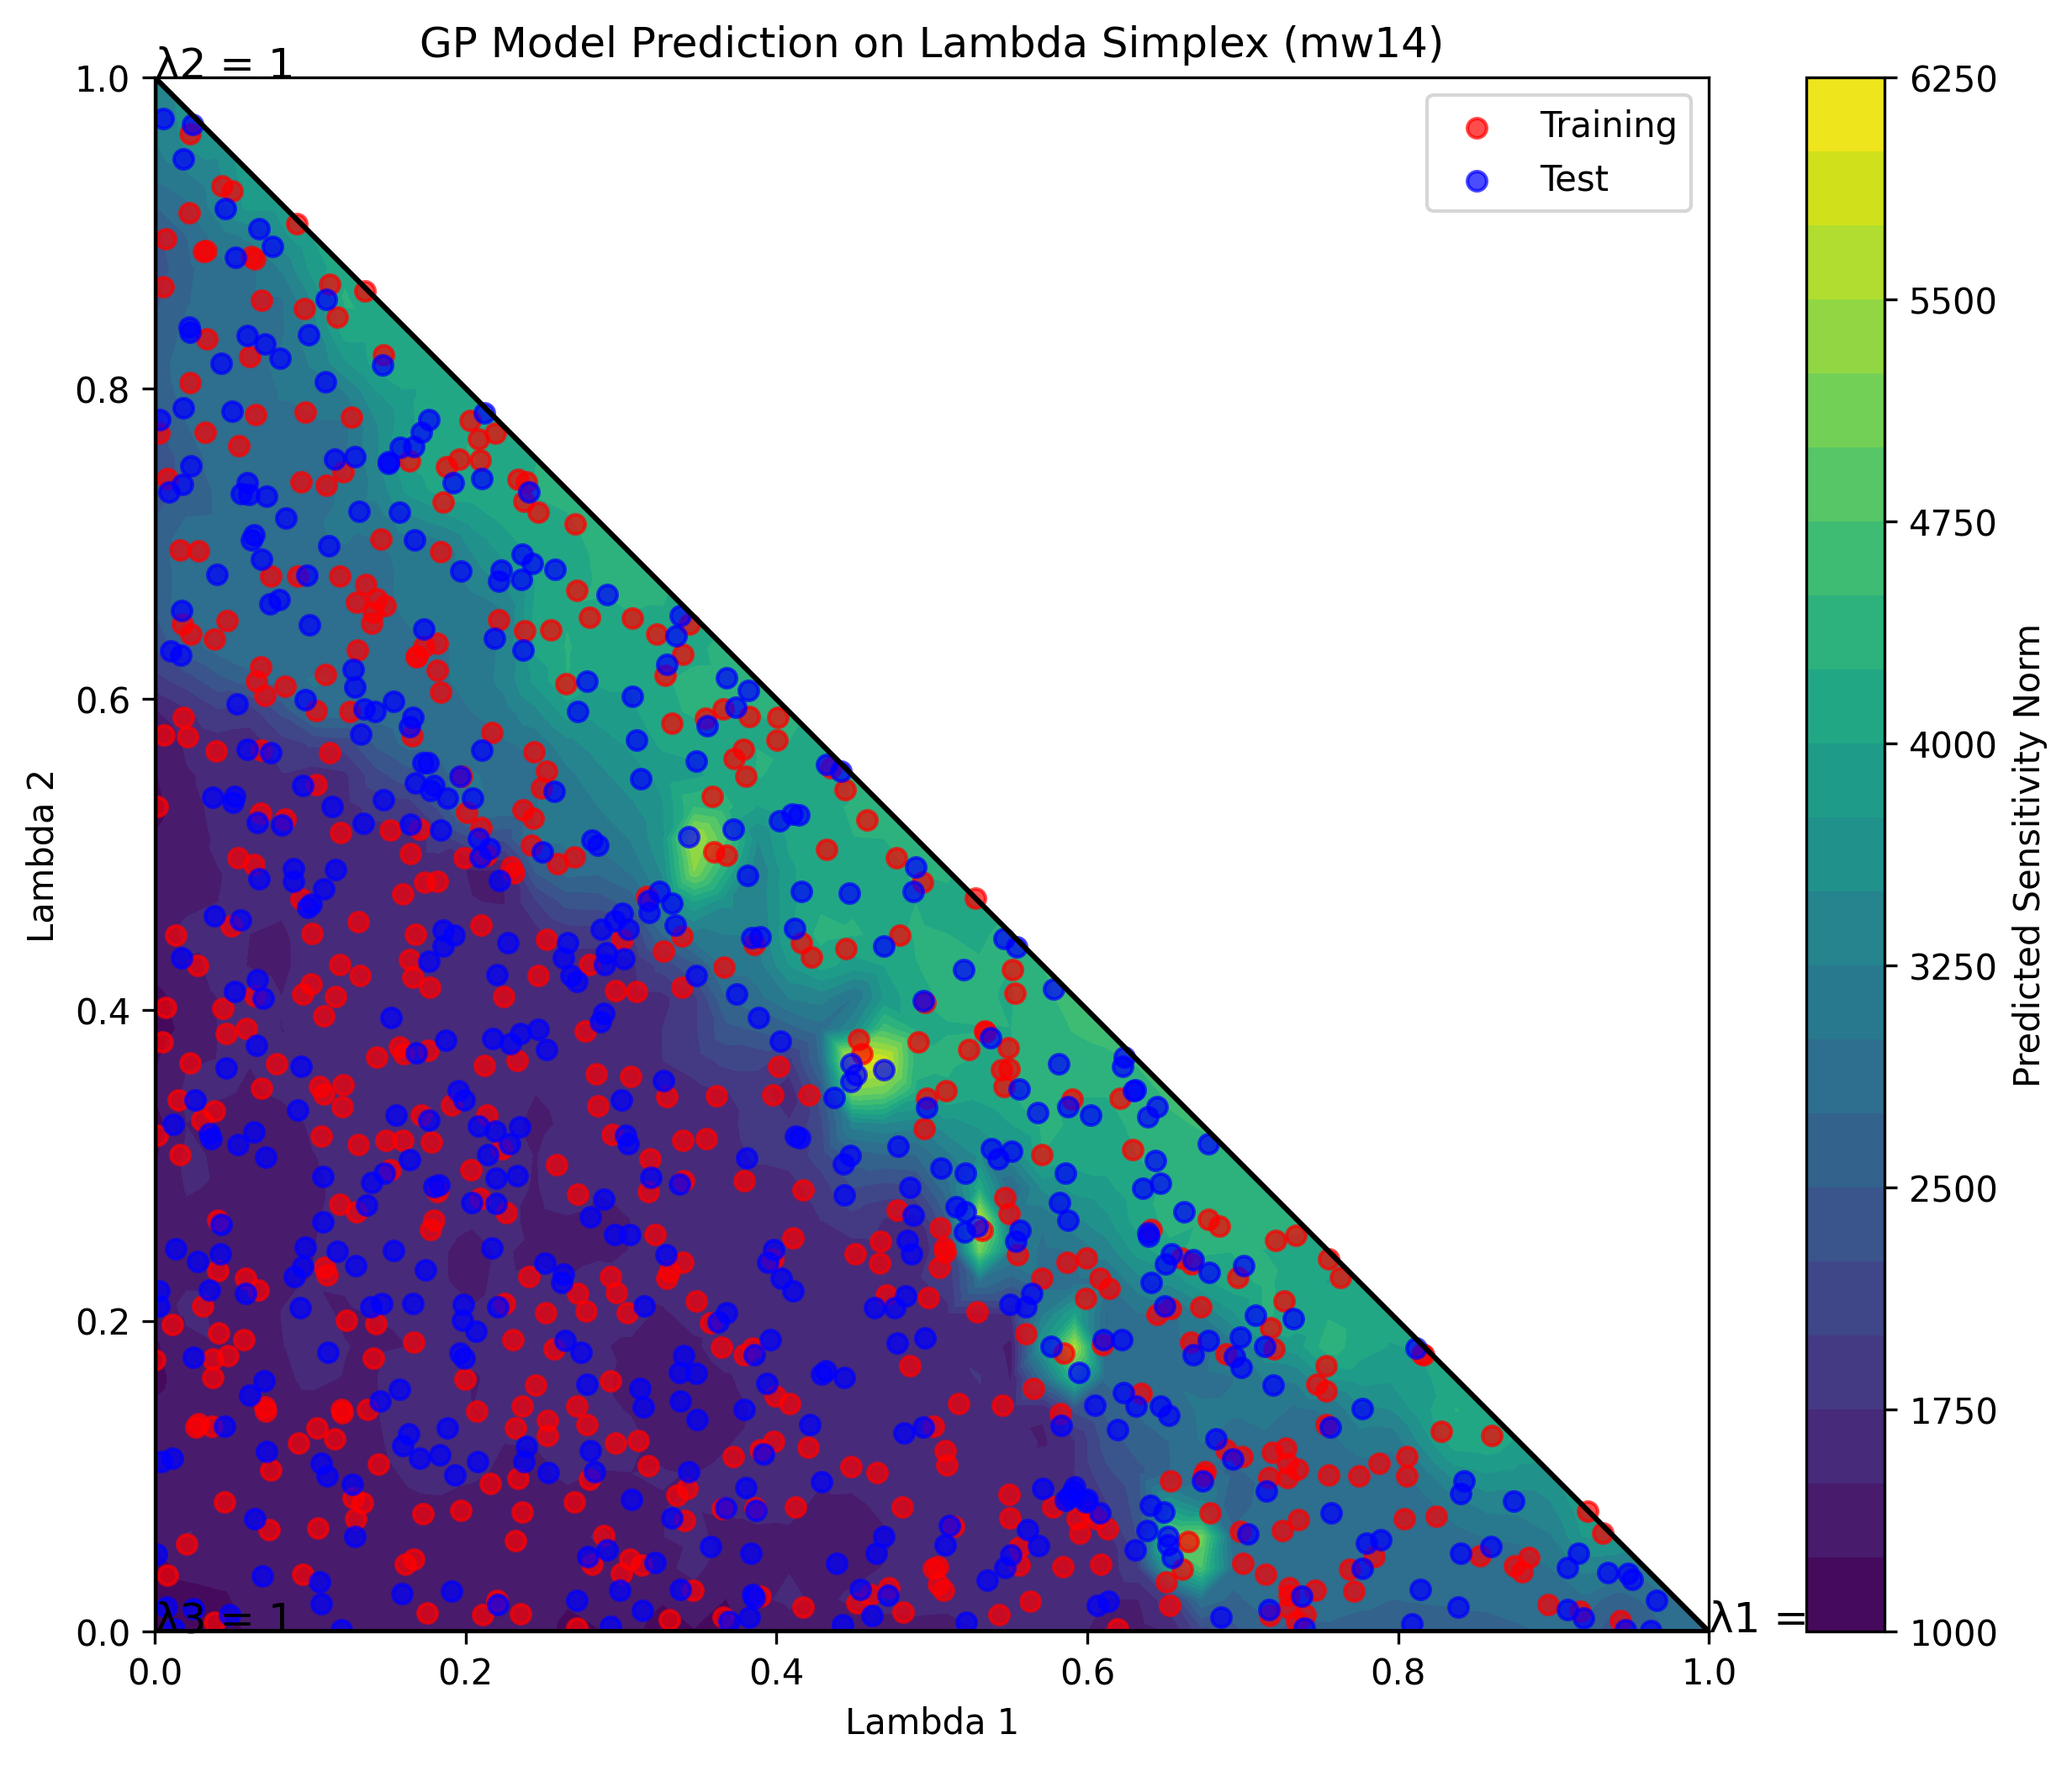 GP Model Prediction on Lambda Simplex (mw14)
λ2 = 1
Training
Test
1.0
0.8
0.6
0.4
0.2
0.0
Lambda 2
λ3 = 1
λ1 =
0.0 0.2 0.4 0.6 0.8 1.0
Lambda 1
6250
5500
4750
4000
3250
2500
1750
1000
Predicted Sensitivity Norm